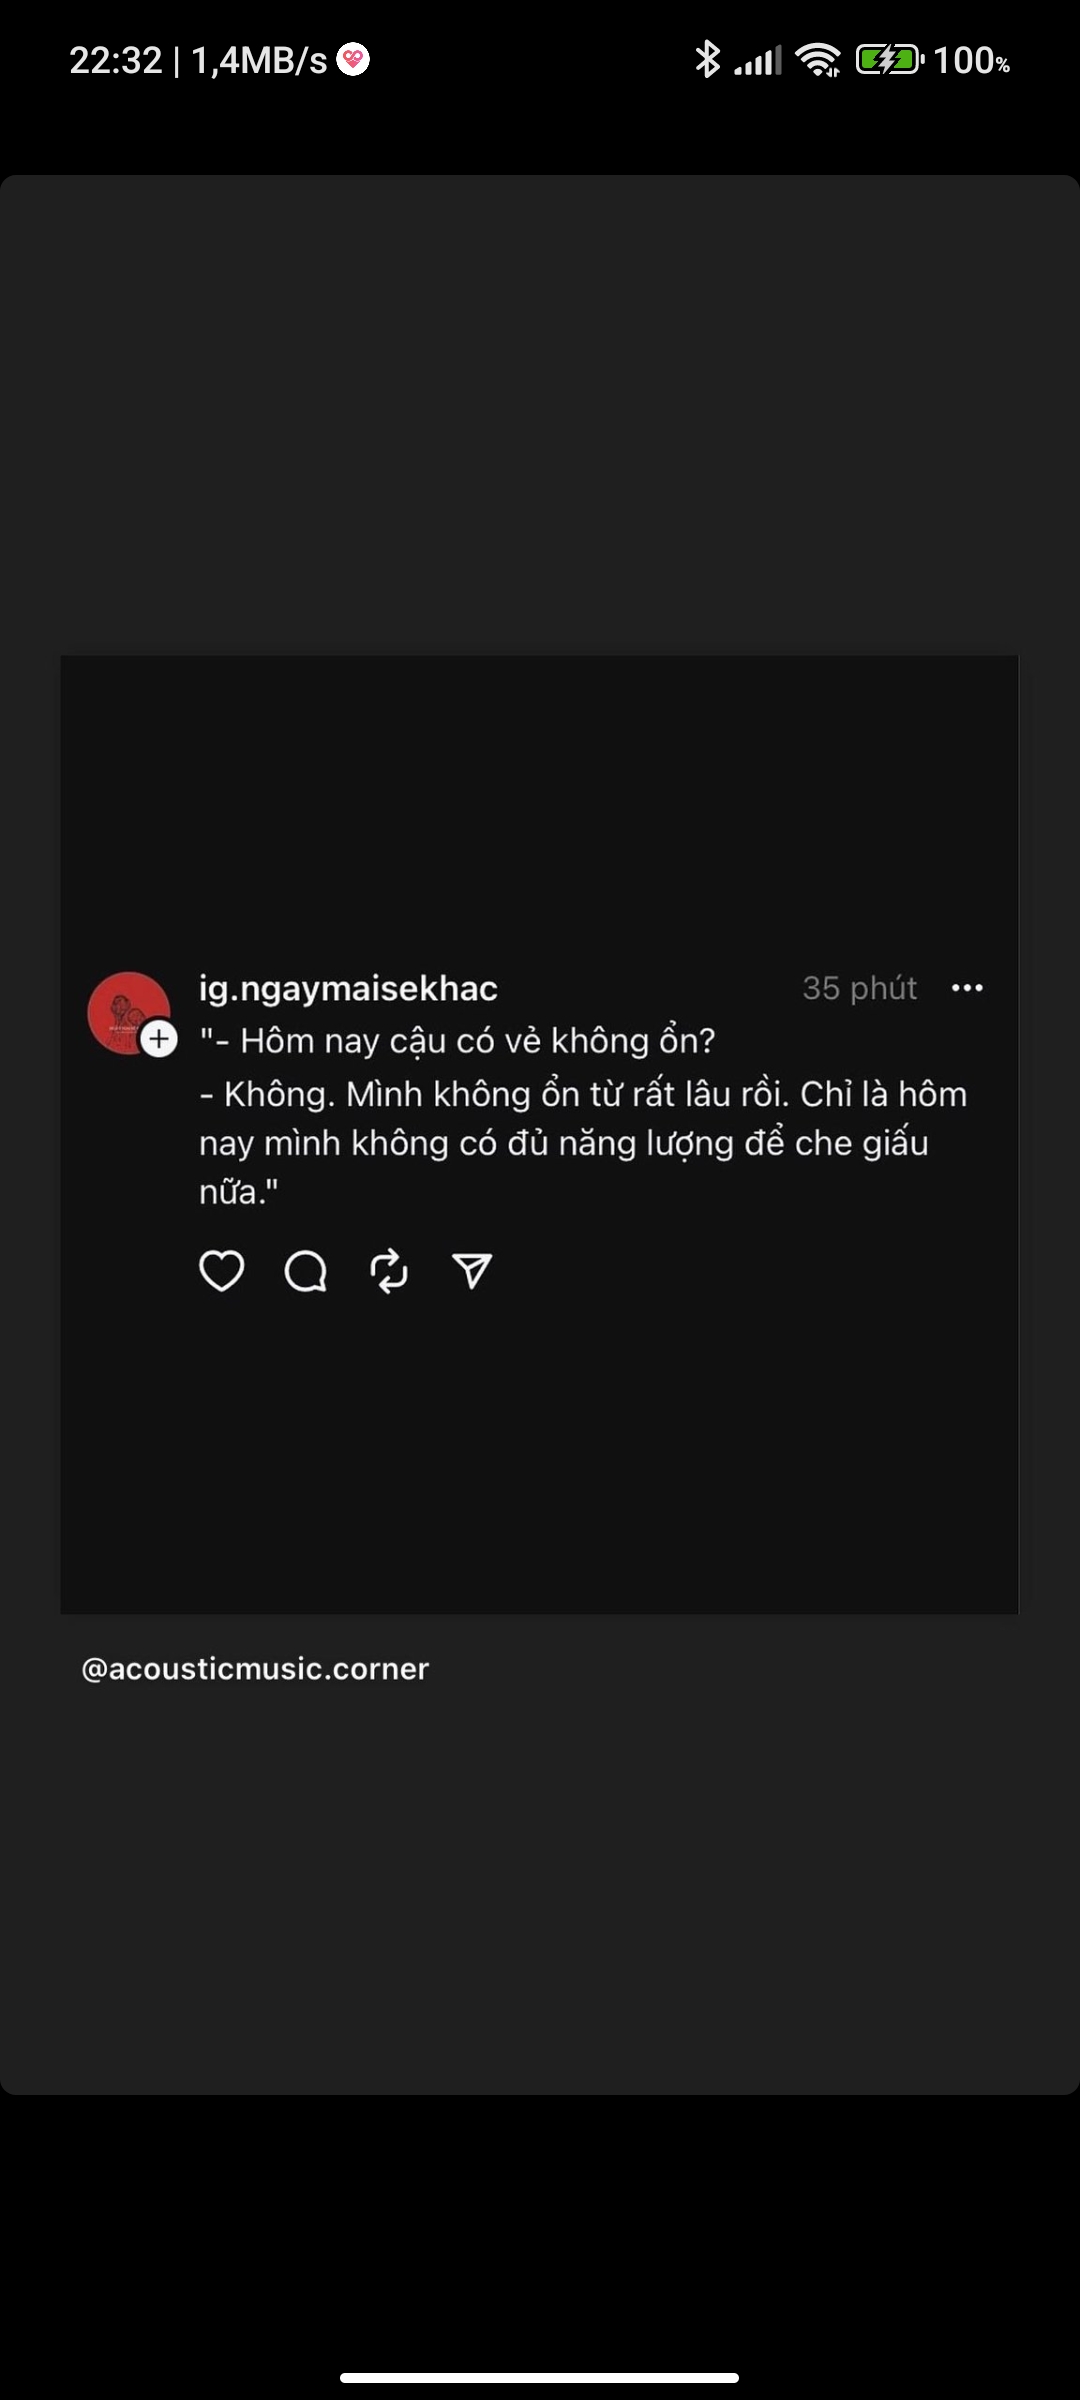 22:32 | 1,4MB/s 100%
ig.ngaymaisekhac 35 phút
"- Hôm nay cậu có vẻ không ổn?
- Không. Mình không ổn từ rất lâu rồi. Chỉ là hôm
nay mình không có đủ năng lượng để che giấu
nữa."
@acousticmusic.corner